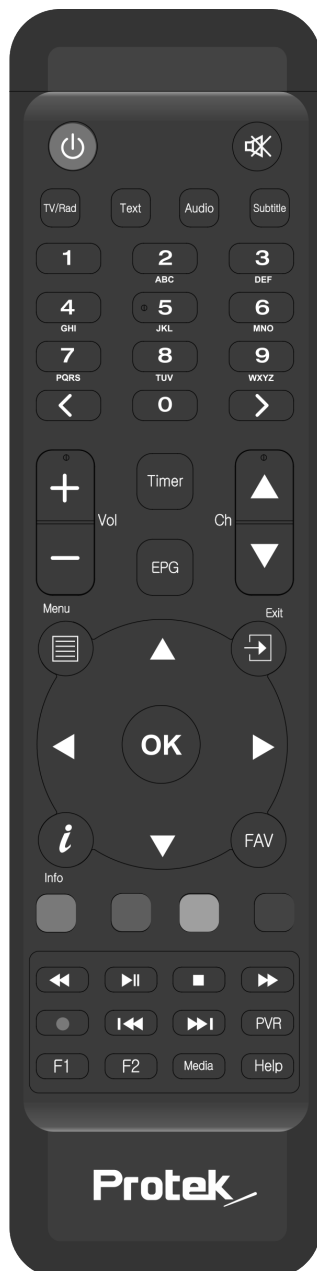 TV/Rad Text Audio Subtitle
1 2 3
ABC DEF
4 5 6
GHI JKL MNO
7 8 9
PQRS TUV WXYZ
0
Timer
Vol Ch
EPG
Menu Exit
OK
i FAV
Info
PVR
F1 F2 Media Help
Protek